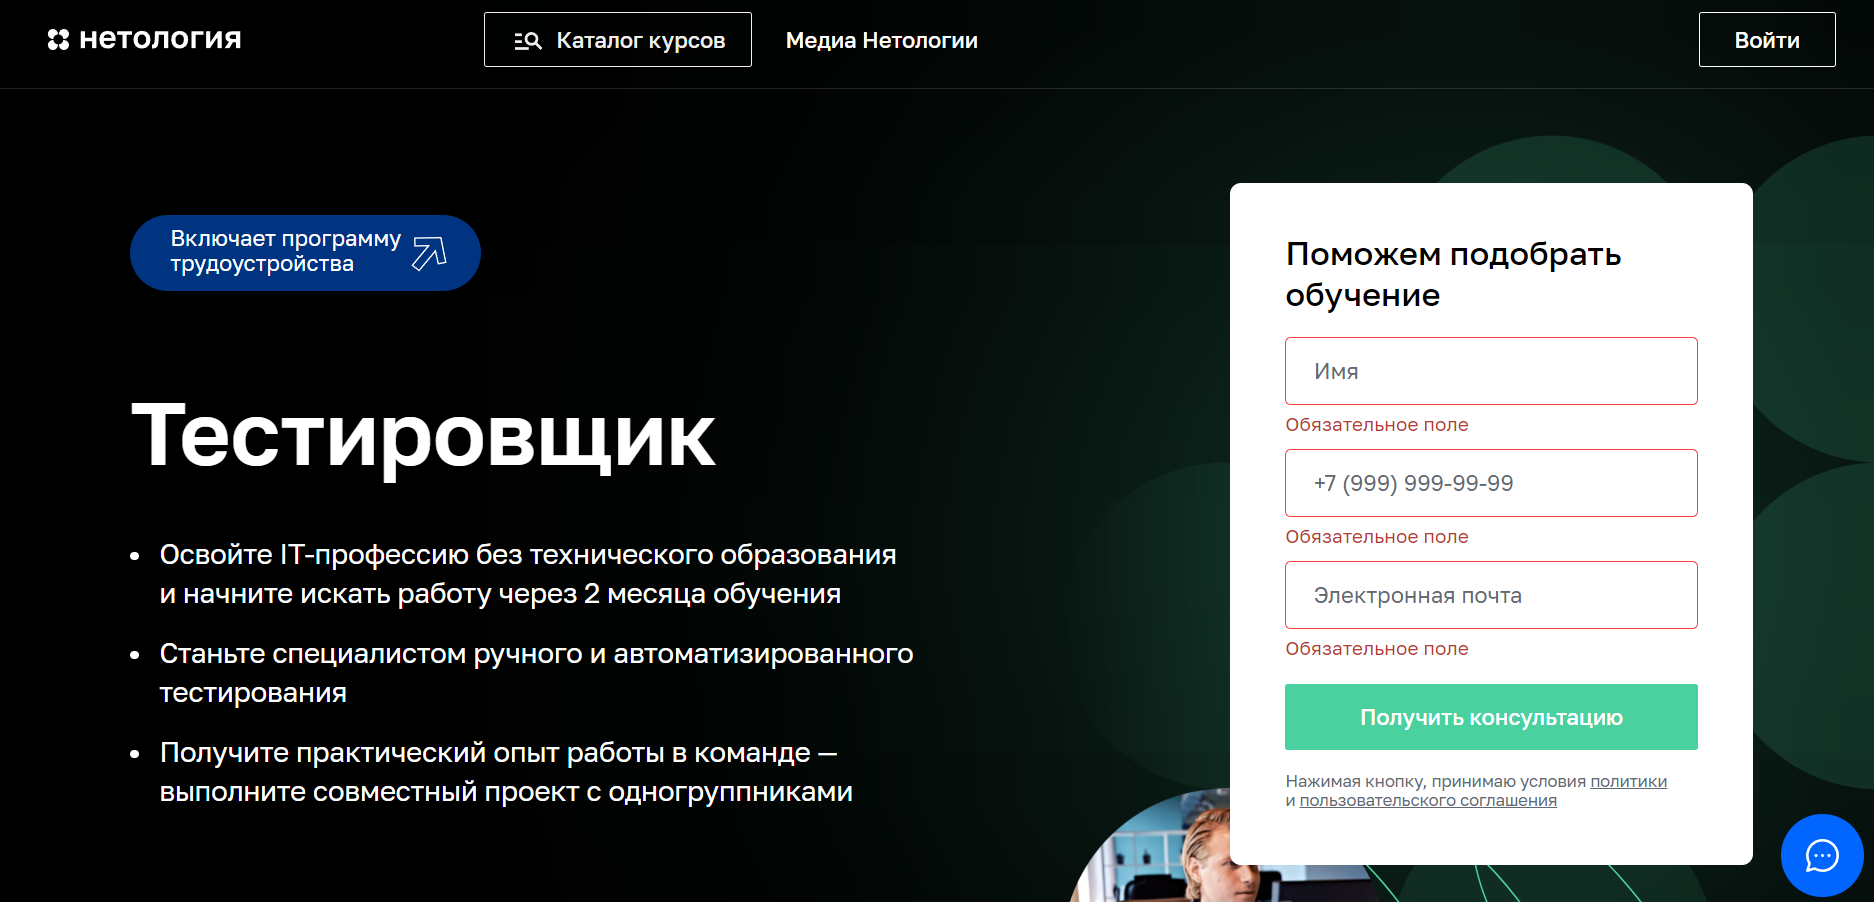 нетология
Каталог курсов
Медиа Нетологии
Войти
Включает программу
трудоустройства
Тестировщик
Освойте IT-профессию без технического образования
и начните искать работу через 2 месяца обучения
Станьте специалистом ручного и автоматизированного
тестирования
Получите практический опыт работы в команде —
выполните совместный проект с одногруппниками
Поможем подобрать
обучение
Имя
Обязательное поле
+7 (999) 999-99-99
Обязательное поле
Электронная почта
Обязательное поле
Получить консультацию
Нажимая кнопку, принимаю условия политики
и пользовательского соглашения